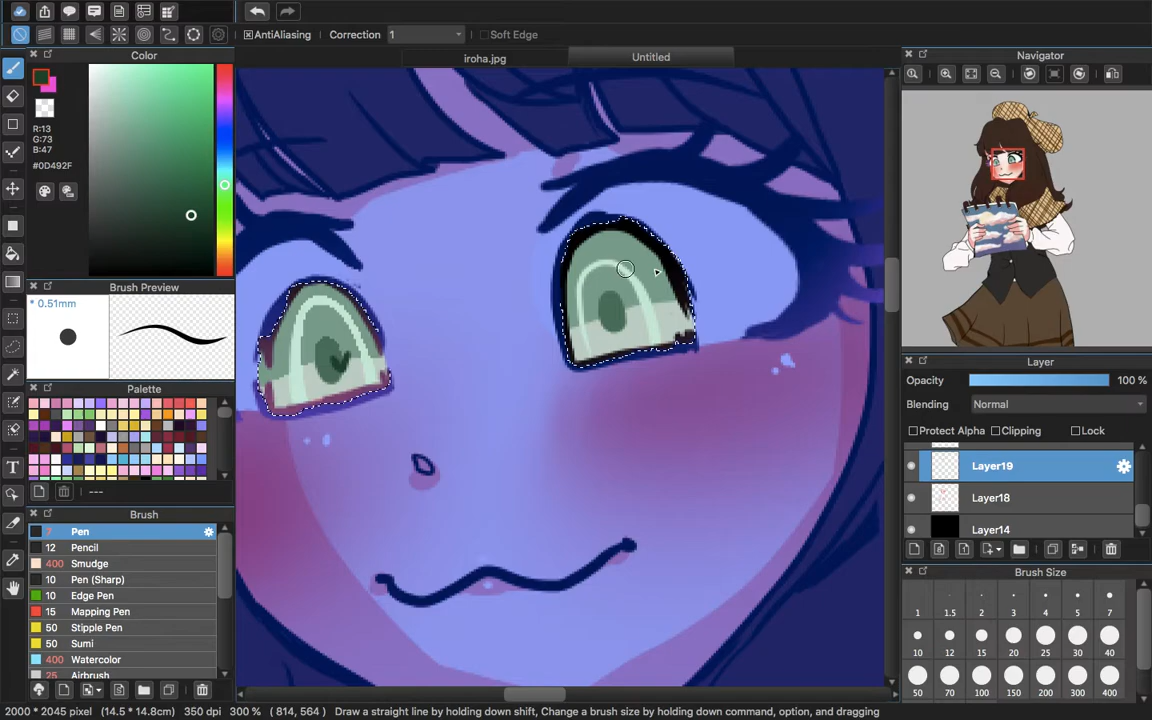 AntiAliasing Correction 1 Soft Edge
Color
iroha.jpg
Untitled
Navigator
R:13
G:73
B:47
#0D492F
Brush Preview
* 0.51mm
Palette
---
Brush
7 Pen
12 Pencil
400 Smudge
10 Pen (Sharp)
10 Edge Pen
15 Mapping Pen
50 Stipple Pen
50 Sumi
400 Watercolor
25 Airbrush
Layer
Opacity 100 %
Blending Normal
Protect Alpha Clipping Lock
Layer19
Layer18
Layer14
Brush Size
1 1.5 2 3 4 5 7
10 12 15 20 25 30 40
50 70 100 150 200 300 400
2000 * 2045 pixel (14.5 * 14.8cm) 350 dpi 300 % ( 814, 564 ) Draw a straight line by holding down shift, Change a brush size by holding down command, option, and dragging
T